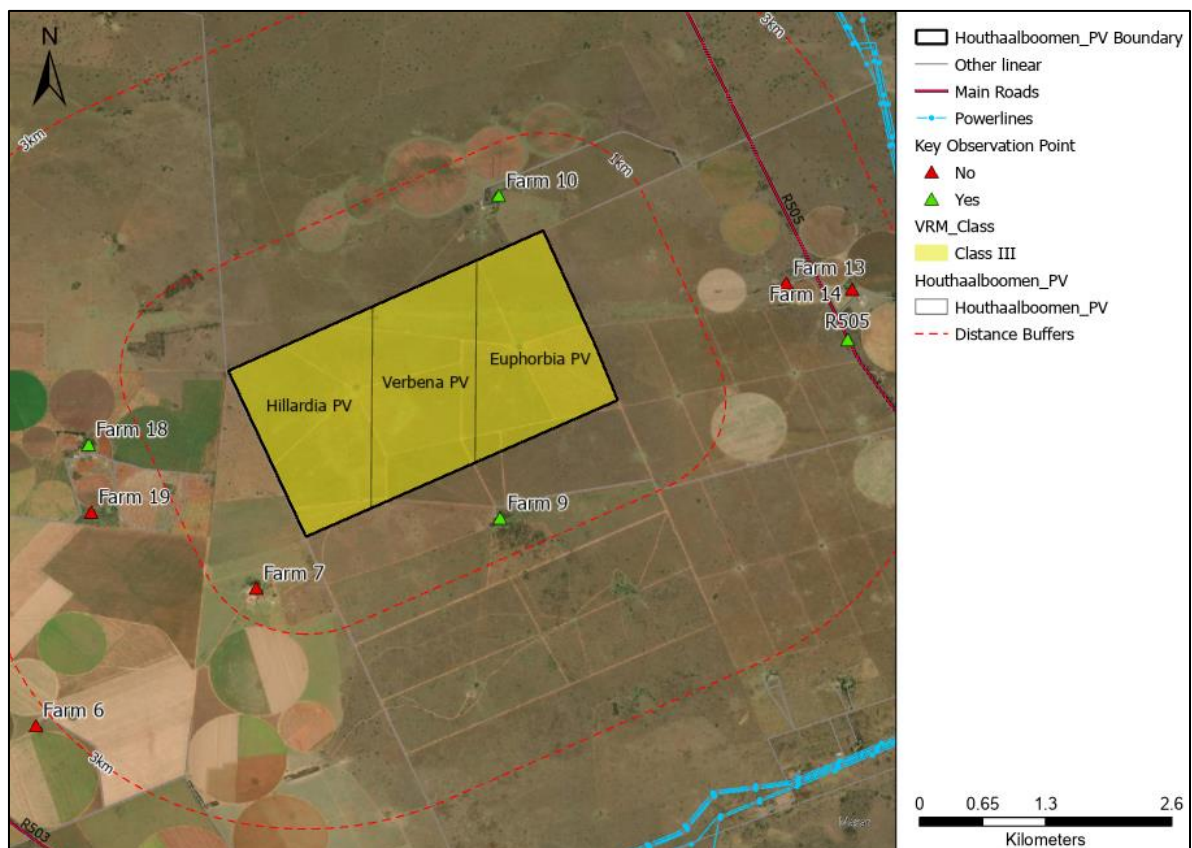 N
3km
3km
1km
Farm 10
R505
Farm 13
Farm 14
R505
Euphorbia PV
Verbena PV
Hillardia PV
Farm 18
Farm 19
Farm 9
Farm 7
Farm 6
3km
R503
Houthaalboomen_PV Boundary
Other linear
Main Roads
Powerlines
Key Observation Point
No
Yes
VRM_Class
Class III
Houthaalboomen_PV
Houthaalboomen_PV
Distance Buffers
0 0.65 1.3 2.6
Kilometers